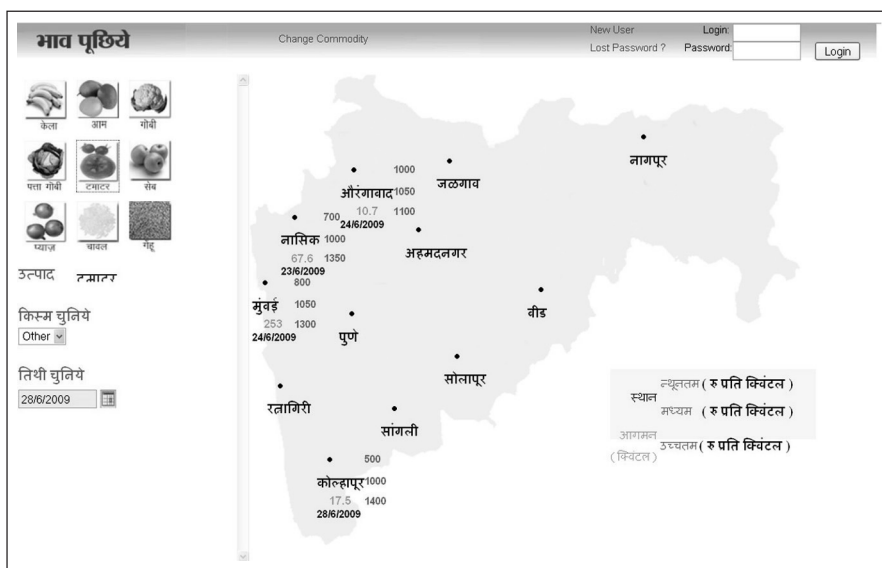 भाव पूछिये
Change Commodity
New User
Login:
Lost Password ?
Password:
Login
केला
आम
गोबी
पत्ता गोबी
टमाटर
सेब
प्याज़
चावल
गेंहू
उत्पाद
टमाटर
किस्म चुनिये
Other
तिथी चुनिये
28/6/2009
नागपूर
जळगाव
1000
औरंगाबाद 1050
10.7 1100
24/6/2009
700
नासिक 1000
67.6 1350
23/6/2009
अहमदनगर
800
मुंबई 1050
253 1300
24/6/2009
पुणे
वीड
सोलापूर
रत्नागिरी
सांगली
500
कोल्हापूर 1000
17.5 1400
28/6/2009
न्थूनतम ( रु प्रति क्विंटल )
स्थान
मध्यम ( रु प्रति क्विंटल )
आगमन
उच्चतम ( रु प्रति क्विंटल )
( क्विंटल )